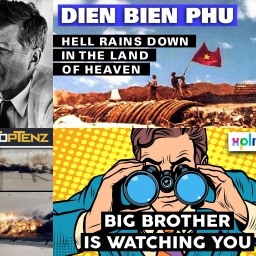 DIEN BIEN PHU
HELL RAINS DOWN
IN THE LAND
OF HEAVEN
TOPTENZ
BIG BROTHER
IS WATCHING YOU